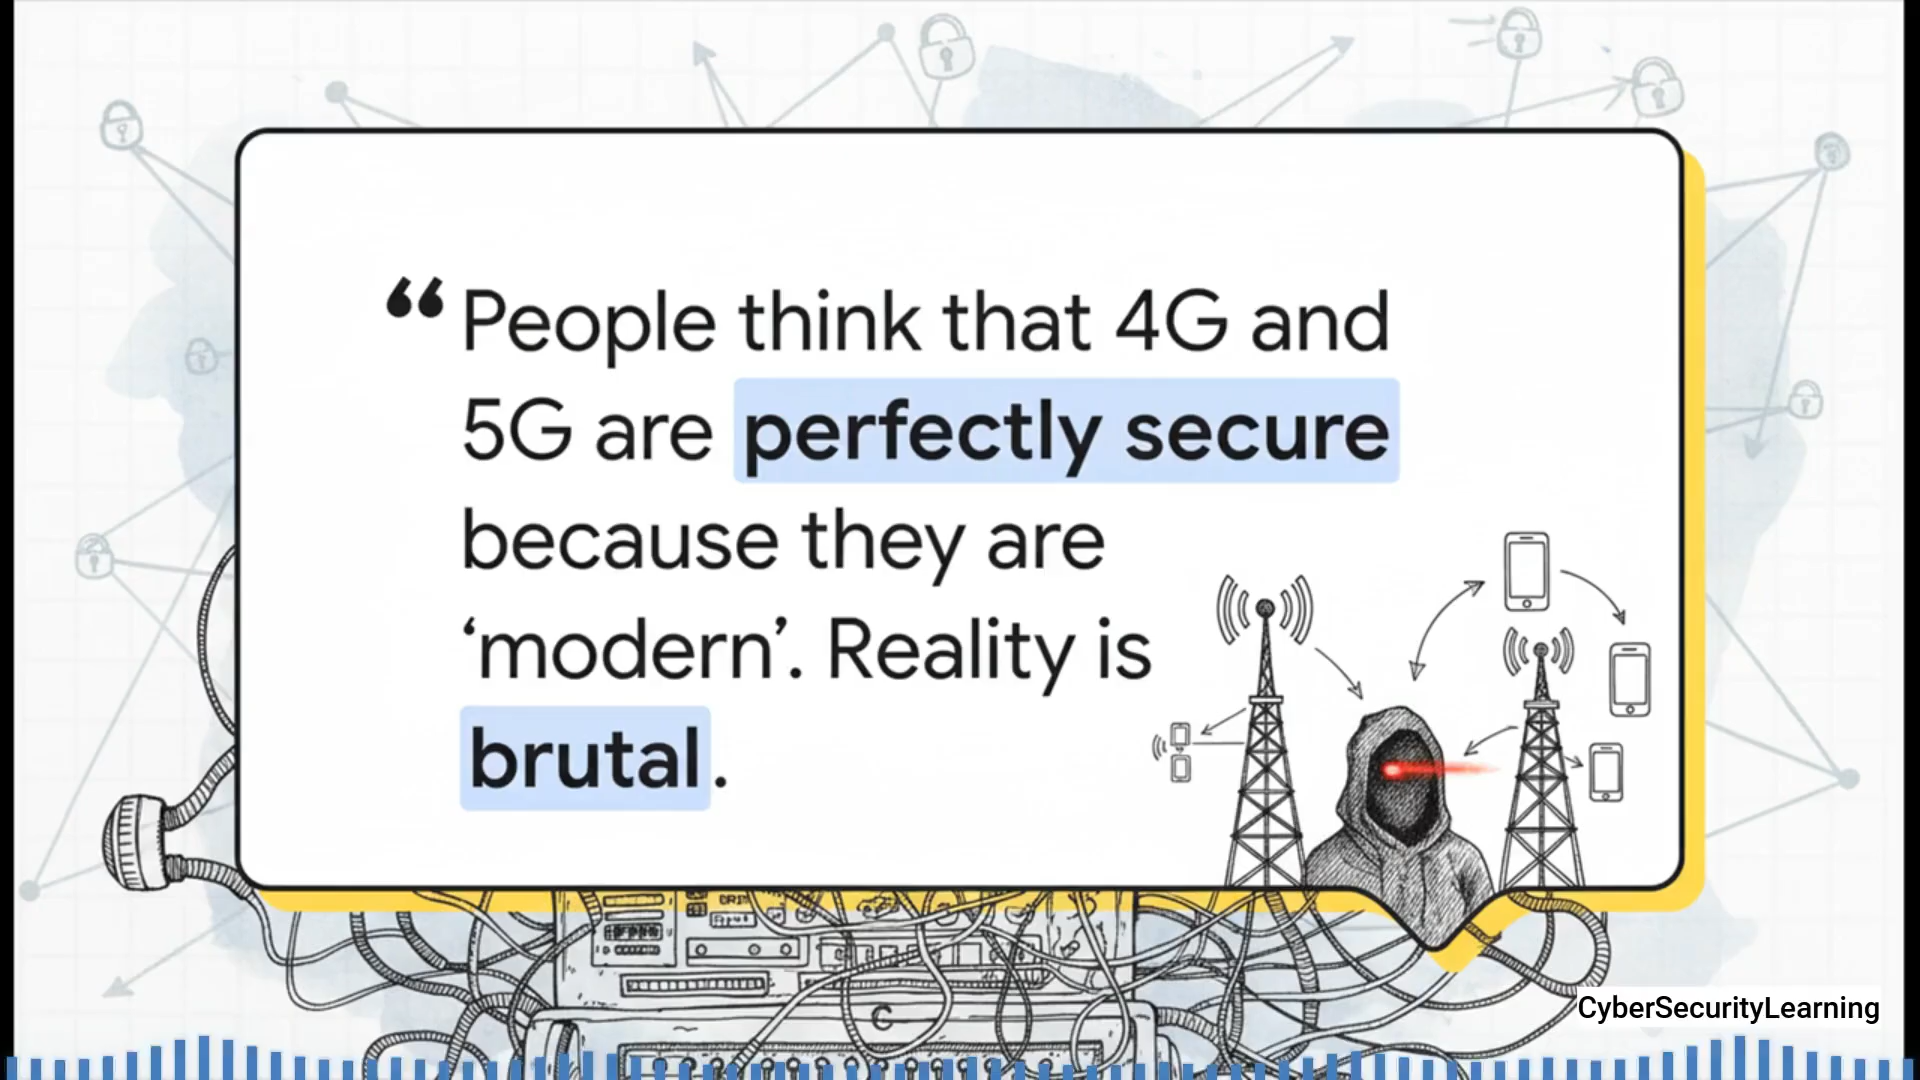 “People think that 4G and
5G are perfectly secure
because they are
‘modern’. Reality is
brutal.
C
CyberSecurityLearning